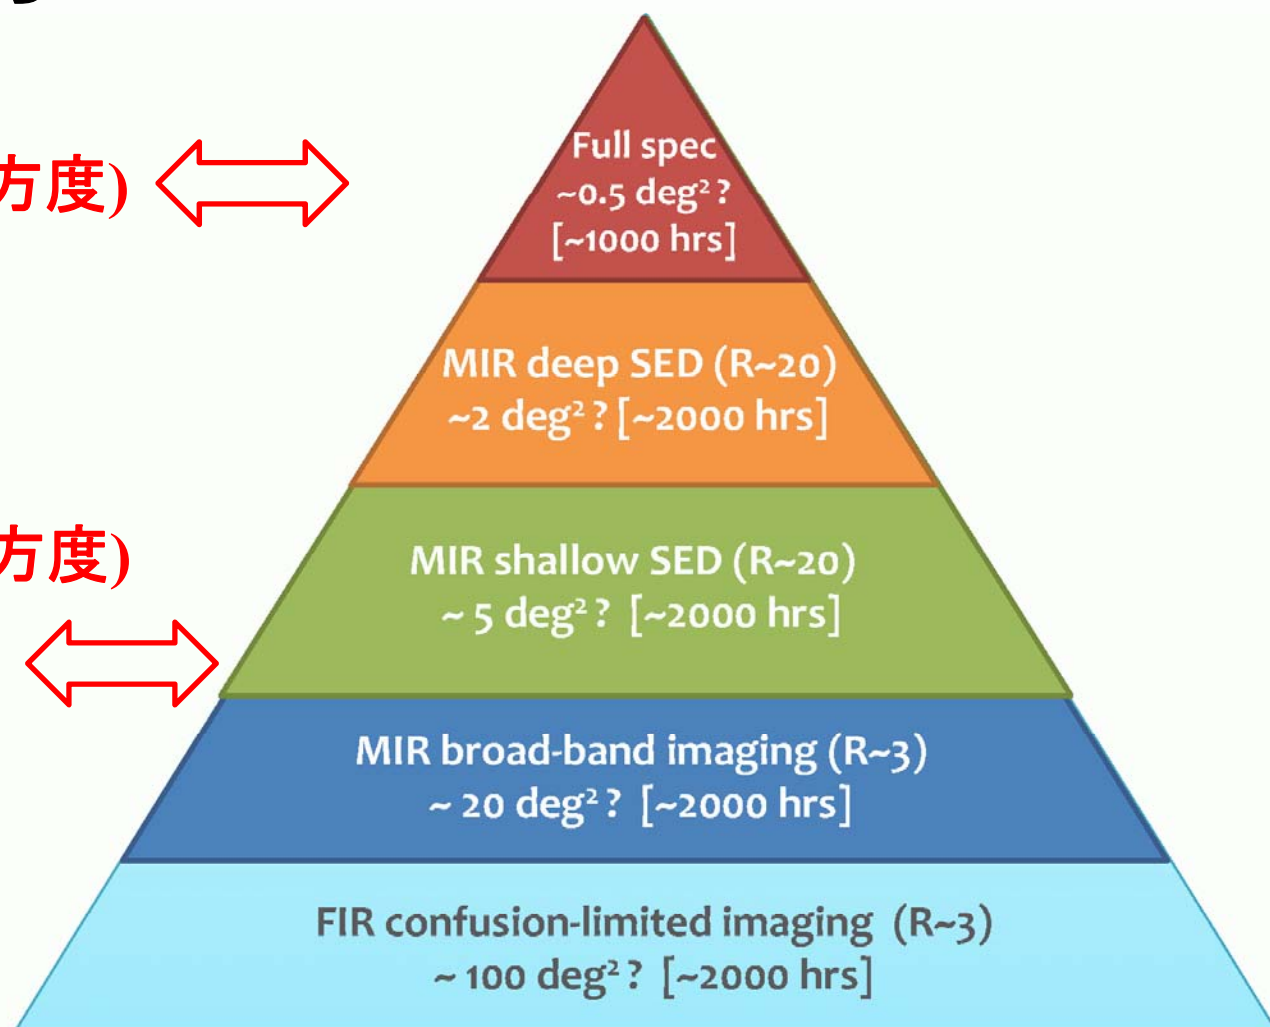 方度)
Full spec
~0.5 deg² ?
[~1000 hrs]
MIR deep SED (R~20)
~2 deg² ? [~2000 hrs]
方度)
MIR shallow SED (R~20)
~ 5 deg² ? [~2000 hrs]
MIR broad-band imaging (R~3)
~ 20 deg² ? [~2000 hrs]
FIR confusion-limited imaging (R~3)
~ 100 deg² ? [~2000 hrs]